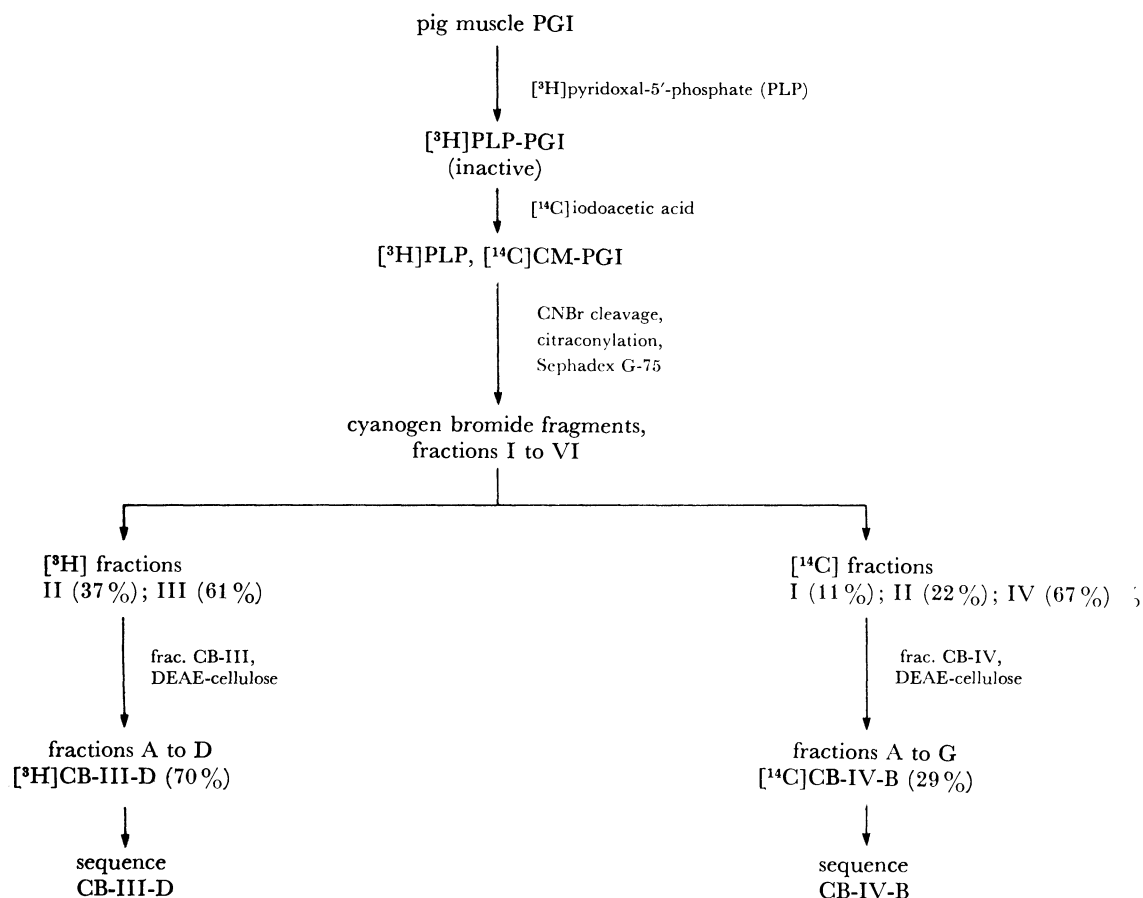 pig muscle PGI
[³H]pyridoxal-5′-phosphate (PLP)
[³H]PLP-PGI
(inactive)
[¹⁴C]iodoacetic acid
[³H]PLP, [¹⁴C]CM-PGI
CNBr cleavage,
citraconylation,
Sephadex G-75
cyanogen bromide fragments,
fractions I to VI
[³H] fractions
II (37%); III (61%)
frac. CB-III,
DEAE-cellulose
fractions A to D
[³H]CB-III-D (70%)
sequence
CB-III-D
[¹⁴C] fractions
I (11%); II (22%); IV (67%)
frac. CB-IV,
DEAE-cellulose
fractions A to G
[¹⁴C]CB-IV-B (29%)
sequence
CB-IV-B